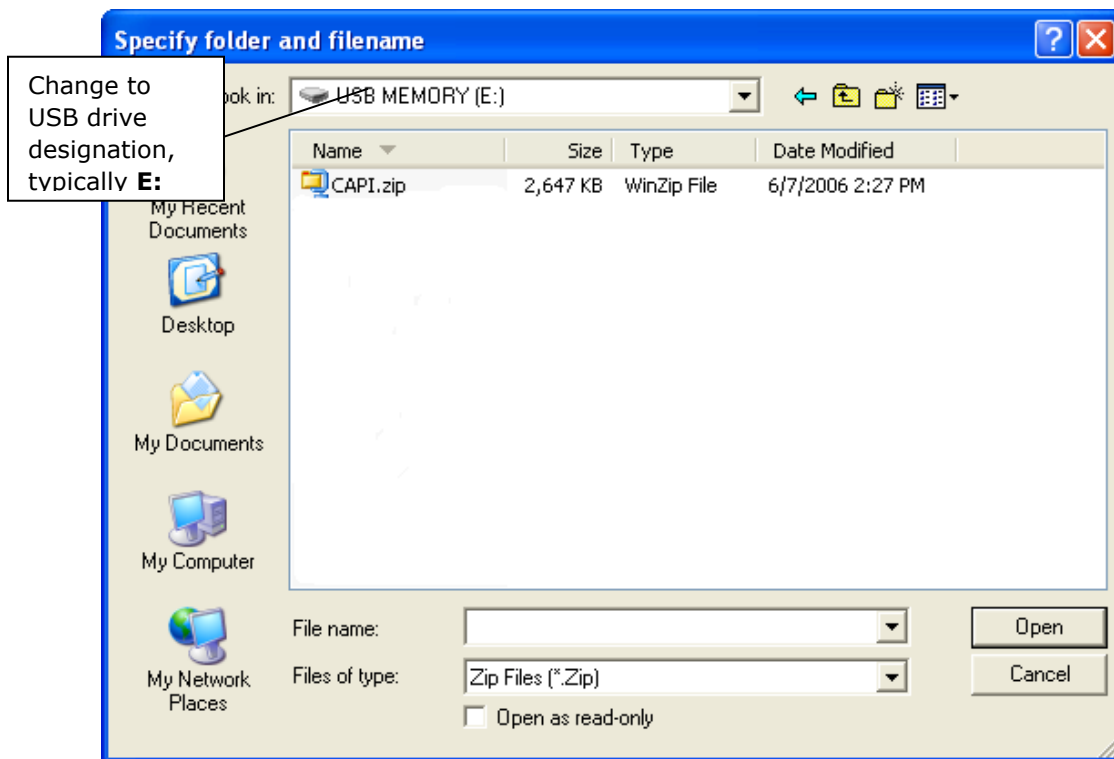 Specify folder and filename
Change to
USB drive
designation,
typically E:
ook in:
USB MEMORY (E:)
Name Size Type Date Modified
CAPI.zip 2,647 KB WinZip File 6/7/2006 2:27 PM
My Recent
Documents
Desktop
My Documents
My Computer
My Network
Places
File name:
Open
Files of type:
Zip Files (*.Zip)
Cancel
Open as read-only